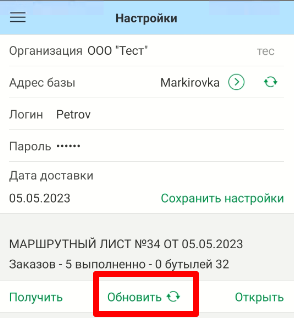 Настройки
Организация ООО "Тест" тес
Адрес базы Markirovka
Логин Petrov
Пароль ••••••
Дата доставки
05.05.2023 Сохранить настройки
МАРШРУТНЫЙ ЛИСТ №34 ОТ 05.05.2023
Заказов - 5 выполненно - 0 бутылей 32
Получить Обновить Открыть